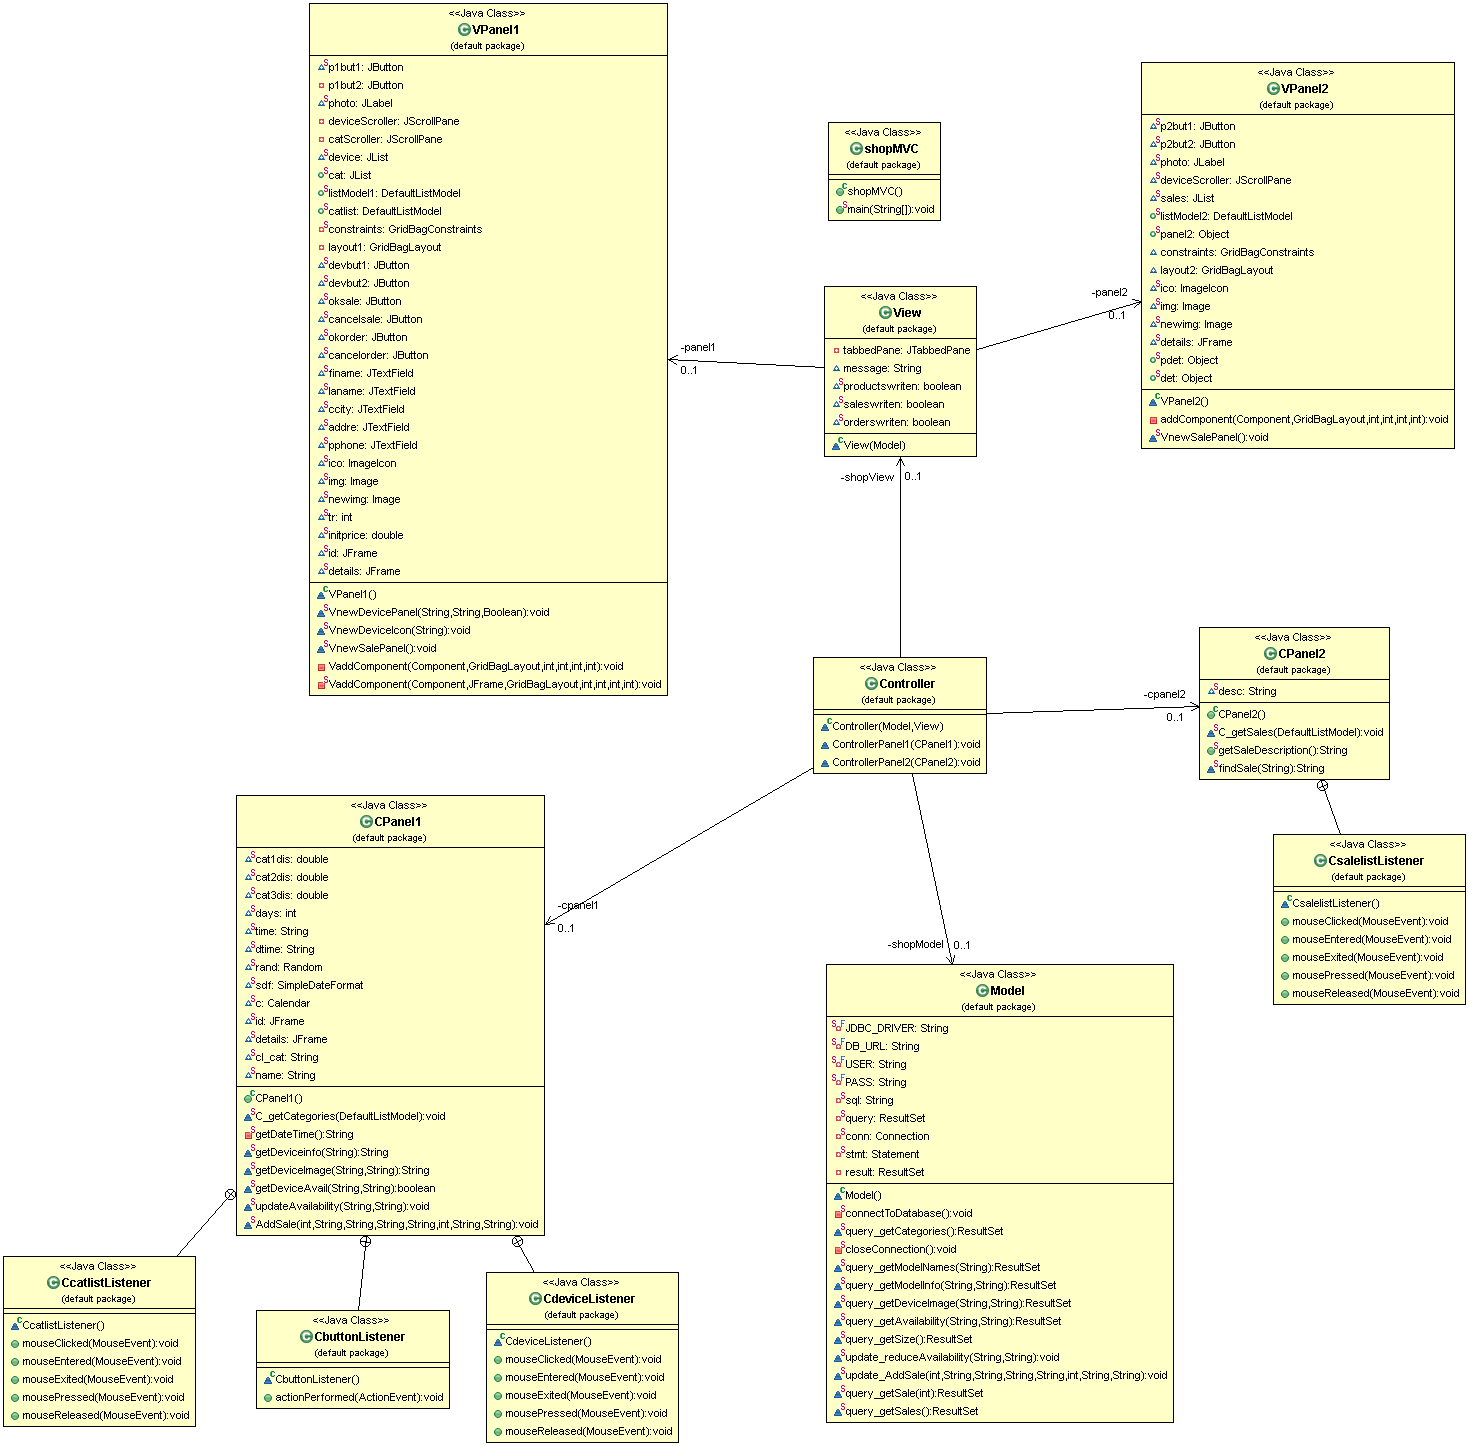 <<Java Class>>
VPanel1
(default package)
p1but1: JButton
p1but2: JButton
photo: JLabel
deviceScroller: JScrollPane
catScroller: JScrollPane
device: JList
cat: JList
listModel1: DefaultListModel
catlist: DefaultListModel
constraints: GridBagConstraints
layout1: GridBagLayout
devbut1: JButton
devbut2: JButton
oksale: JButton
cancelsale: JButton
okorder: JButton
cancelorder: JButton
finame: JTextField
laname: JTextField
ccity: JTextField
addre: JTextField
pphone: JTextField
ico: ImageIcon
img: Image
newimg: Image
tr: int
initprice: double
id: JFrame
details: JFrame
VPanel1()
VnewDevicePanel(String,String,Boolean):void
VnewDeviceIcon(String):void
VnewSalePanel():void
VaddComponent(Component,GridBagLayout,int,int,int,int):void
VaddComponent(Component,JFrame,GridBagLayout,int,int,int,int):void
<<Java Class>>
shopMVC
(default package)
shopMVC()
main(String[]):void
<<Java Class>>
VPanel2
(default package)
p2but1: JButton
p2but2: JButton
photo: JLabel
deviceScroller: JScrollPane
sales: JList
listModel2: DefaultListModel
panel2: Object
constraints: GridBagConstraints
layout2: GridBagLayout
ico: ImageIcon
img: Image
newimg: Image
details: JFrame
pdet: Object
det: Object
VPanel2()
addComponent(Component,GridBagLayout,int,int,int,int):void
VnewSalePanel():void
<<Java Class>>
View
(default package)
tabbedPane: JTabbedPane
message: String
productswriten: boolean
saleswriten: boolean
orderswriten: boolean
View(Model)
-panel1
0..1
-panel2
0..1
-shopView
0..1
<<Java Class>>
Controller
(default package)
Controller(Model,View)
ControllerPanel1(CPanel1):void
ControllerPanel2(CPanel2):void
-cpanel2
0..1
<<Java Class>>
CPanel2
(default package)
desc: String
CPanel2()
C_getSales(DefaultListModel):void
getSaleDescription():String
findSale(String):String
<<Java Class>>
CsalelistListener
(default package)
CsalelistListener()
mouseClicked(MouseEvent):void
mouseEntered(MouseEvent):void
mouseExited(MouseEvent):void
mousePressed(MouseEvent):void
mouseReleased(MouseEvent):void
-cpanel1
0..1
-shopModel
0..1
<<Java Class>>
CPanel1
(default package)
cat1dis: double
cat2dis: double
cat3dis: double
days: int
time: String
dtime: String
rand: Random
sdf: SimpleDateFormat
c: Calendar
id: JFrame
details: JFrame
cl_cat: String
name: String
CPanel1()
C_getCategories(DefaultListModel):void
getDateTime():String
getDeviceinfo(String):String
getDeviceImage(String,String):String
getDeviceAvail(String,String):boolean
updateAvailability(String,String):void
AddSale(int,String,String,String,String,int,String,String):void
<<Java Class>>
Model
(default package)
JDBC_DRIVER: String
DB_URL: String
USER: String
PASS: String
sql: String
query: ResultSet
conn: Connection
stmt: Statement
result: ResultSet
Model()
connectToDatabase():void
query_getCategories():ResultSet
closeConnection():void
query_getModelNames(String):ResultSet
query_getModelInfo(String,String):ResultSet
query_getDeviceImage(String,String):ResultSet
query_getAvailability(String,String):ResultSet
query_getSize():ResultSet
update_reduceAvailability(String,String):void
update_AddSale(int,String,String,String,String,int,String,String):void
query_getSale(int):ResultSet
query_getSales():ResultSet
<<Java Class>>
CcatlistListener
(default package)
CcatlistListener()
mouseClicked(MouseEvent):void
mouseEntered(MouseEvent):void
mouseExited(MouseEvent):void
mousePressed(MouseEvent):void
mouseReleased(MouseEvent):void
<<Java Class>>
CbuttonListener
(default package)
CbuttonListener()
actionPerformed(ActionEvent):void
<<Java Class>>
CdeviceListener
(default package)
CdeviceListener()
mouseClicked(MouseEvent):void
mouseEntered(MouseEvent):void
mouseExited(MouseEvent):void
mousePressed(MouseEvent):void
mouseReleased(MouseEvent):void